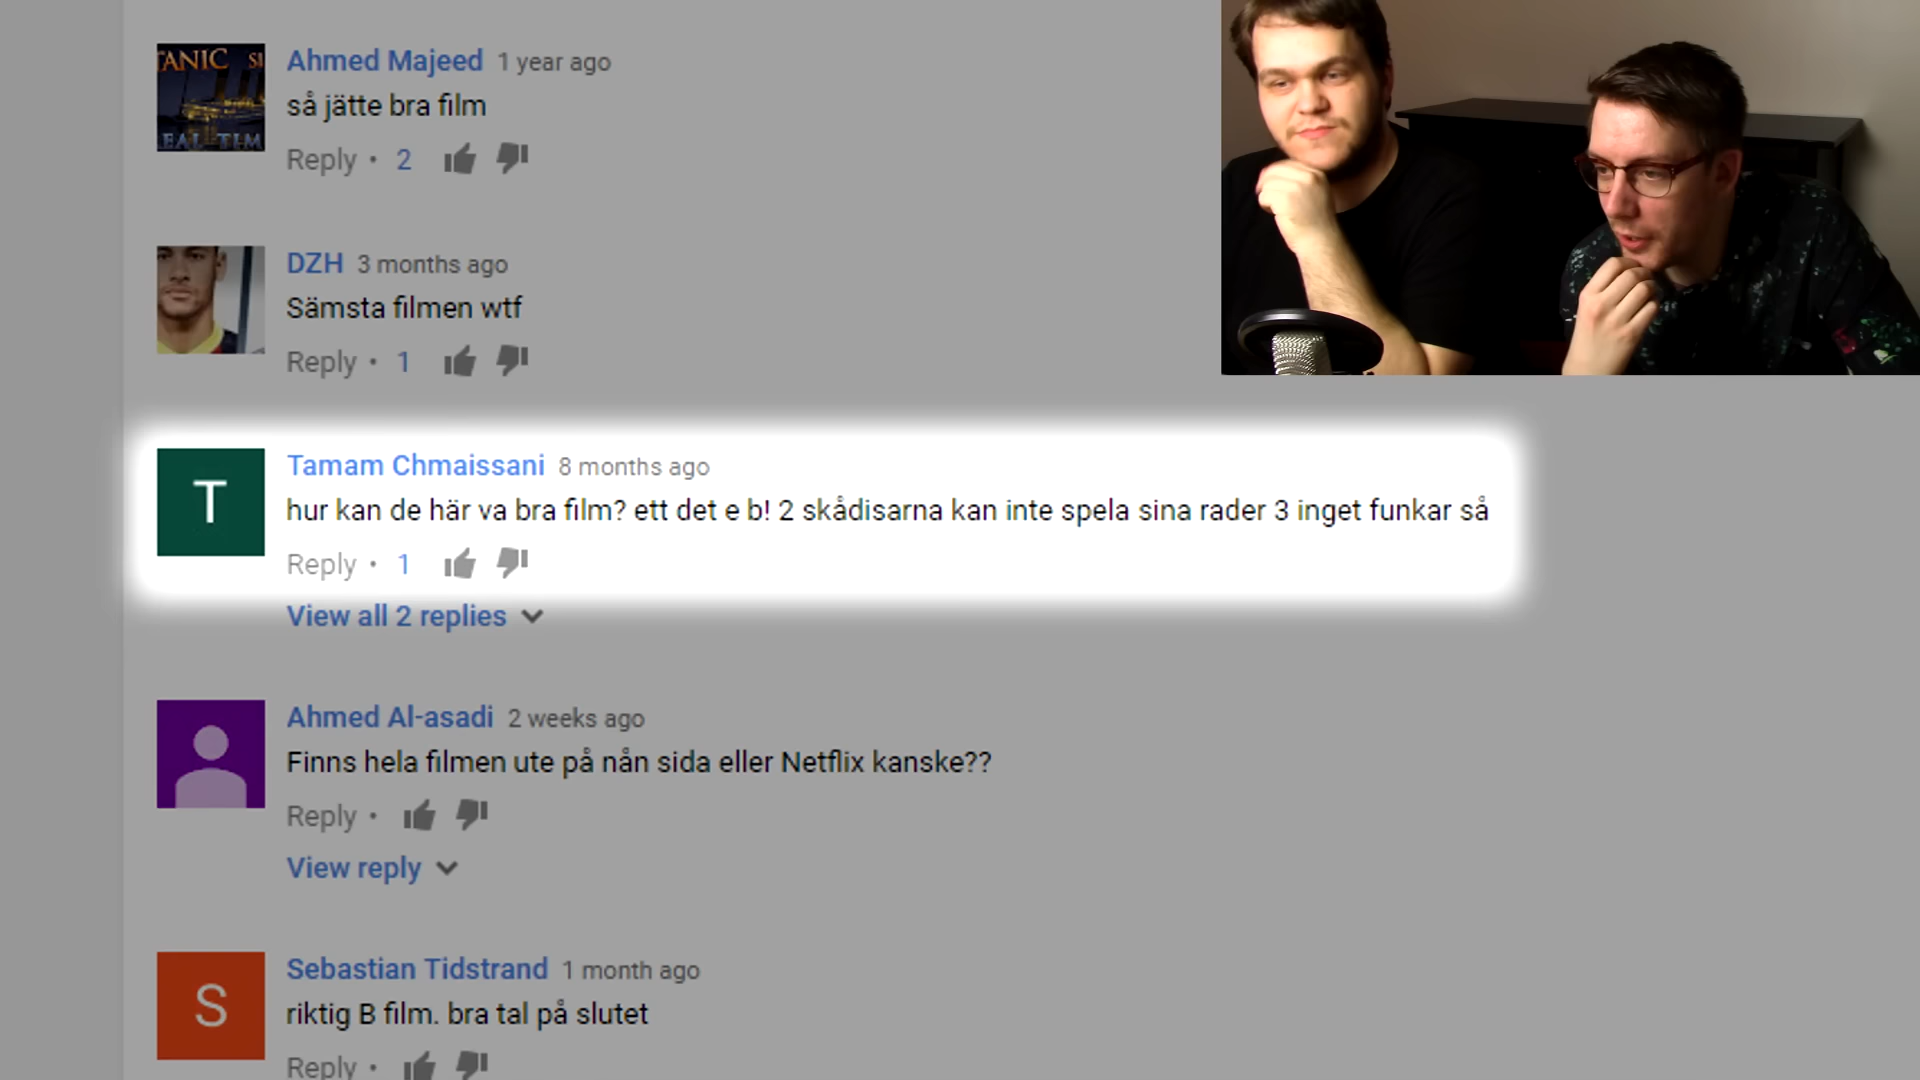 TANIC SI
EAL TIM
Ahmed Majeed 1 year ago
så jätte bra film
Reply • 2
DZH 3 months ago
Sämsta filmen wtf
Reply • 1
T
Tamam Chmaissani 8 months ago
hur kan de här va bra film? ett det e b! 2 skådisarna kan inte spela sina rader 3 inget funkar så
Reply • 1
View all 2 replies
Ahmed Al-asadi 2 weeks ago
Finns hela filmen ute på nån sida eller Netflix kanske??
Reply •
View reply
S
Sebastian Tidstrand 1 month ago
riktig B film. bra tal på slutet
Reply •